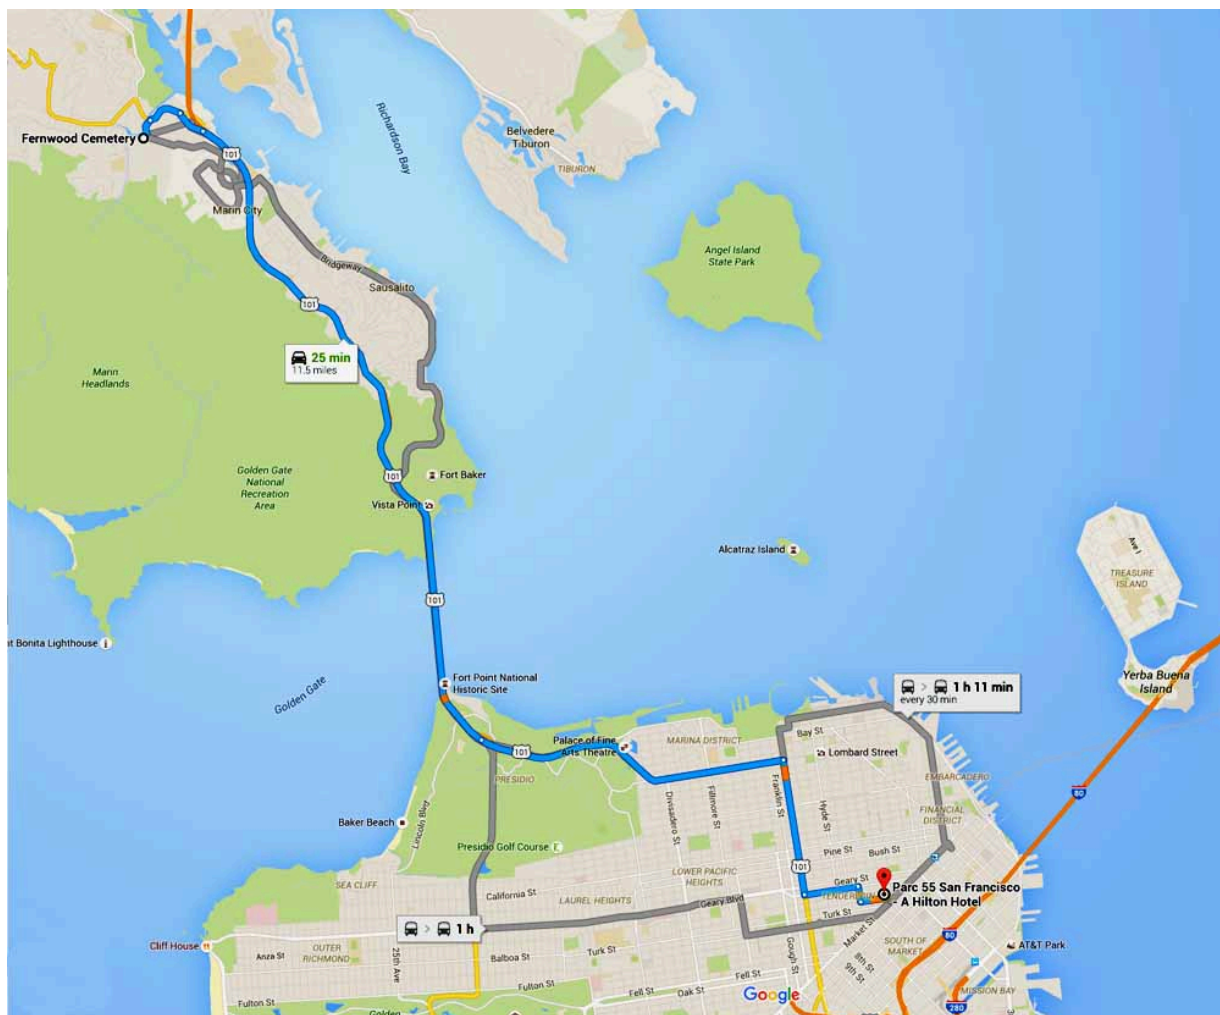 Fernwood Cemetery
101
Richardson Bay
Belvedere
Tiburon
TIBURON
Marin City
Angel Island
State Park
Bridgeway
Sausalito
101
25 min
11.5 miles
Marin
Headlands
Golden Gate
National
Recreation
Area
101
Fort Baker
Vista Point
Alcatraz Island
Ave I
TREASURE
ISLAND
101
nt Bonita Lighthouse
Golden Gate
Fort Point National
Historic Site
1 h 11 min
every 30 min
Yerba Buena
Island
101
Palace of Fine
Arts Theatre
MARINA DISTRICT
Bay St
Lombard Street
PRESIDIO
EMBARCADERO
80
Franklin St
Divisadero St
Fillmore St
Hyde St
FINANCIAL
DISTRICT
Baker Beach
Lincoln Blvd
Presidio Golf Course
Pine St
Bush St
101
SEA CLIFF
California St
LOWER PACIFIC
HEIGHTS
Geary St
Parc 55 San Francisco
- A Hilton Hotel
LAUREL HEIGHTS
Geary Blvd
Turk St
Market St
1 h
Cliff House
OUTER
RICHMOND
Anza St
25th Ave
Balboa St
Turk St
Gough St
8th St
9th St
SOUTH OF
MARKET
80
AT&T Park
Fulton St
Fulton St
Fell St
Fell St
Oak St
Google
MISSION BAY
280
Golden